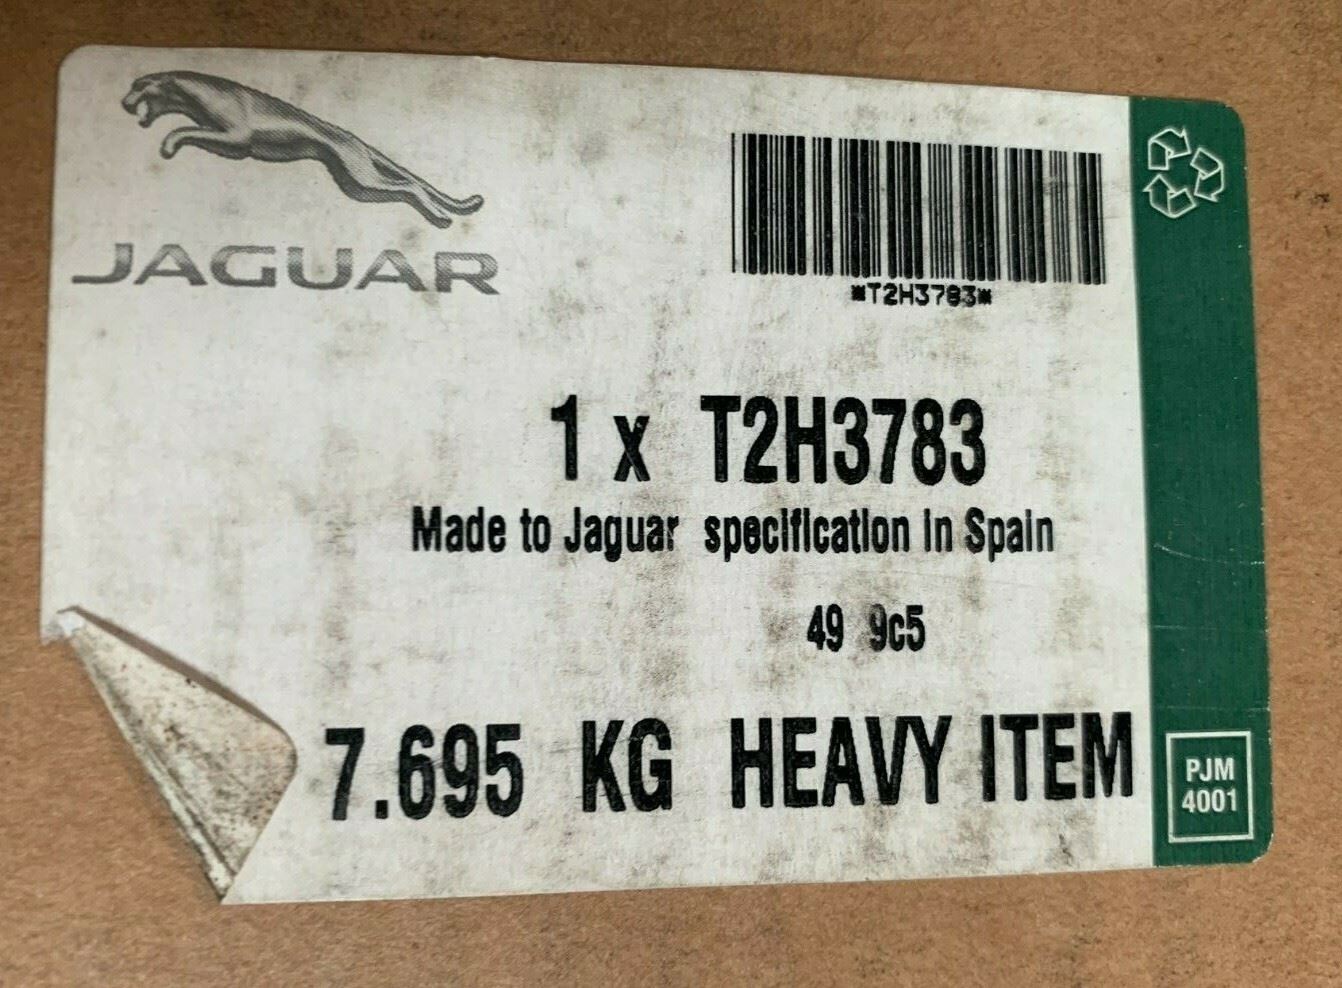 JAGUAR
*T2H3783*
1 x T2H3783
Made to Jaguar specification in Spain
49 9c5
7.695 KG HEAVY ITEM
PJM
4001